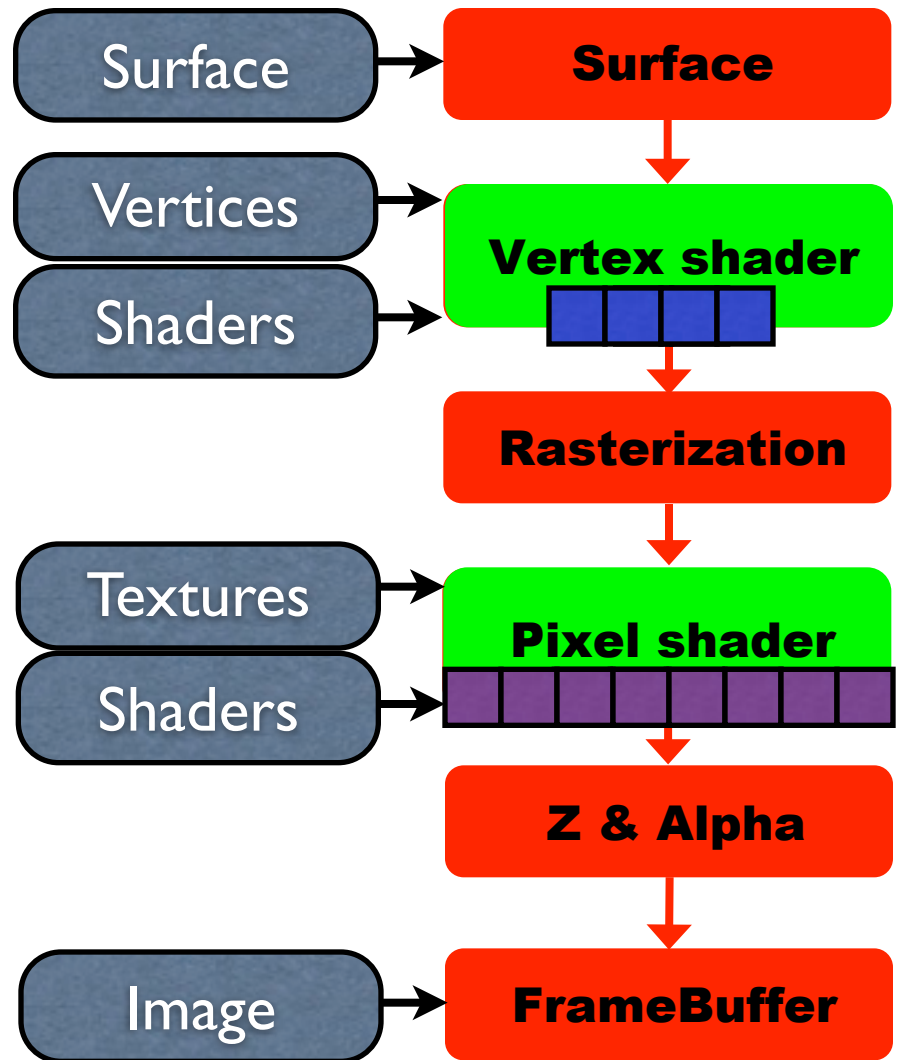 Surface
Surface
Vertices
Vertex shader
Shaders
Rasterization
Textures
Pixel shader
Shaders
Z & Alpha
Image
FrameBuffer